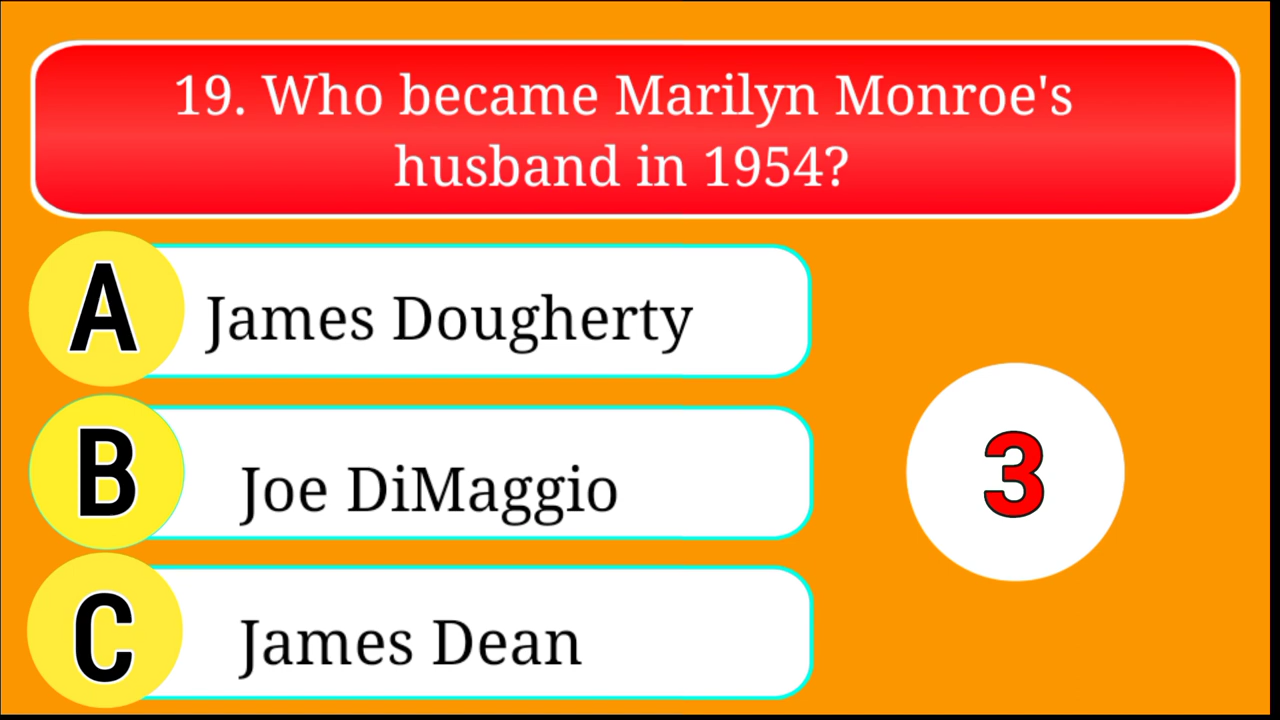 19. Who became Marilyn Monroe's
husband in 1954?
A James Dougherty
B Joe DiMaggio
3
C James Dean